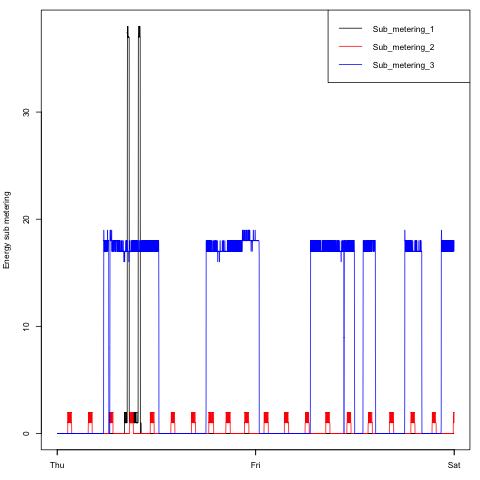 Sub_metering_1
Sub_metering_2
Sub_metering_3
Energy sub metering
30
20
10
0
Thu Fri Sat